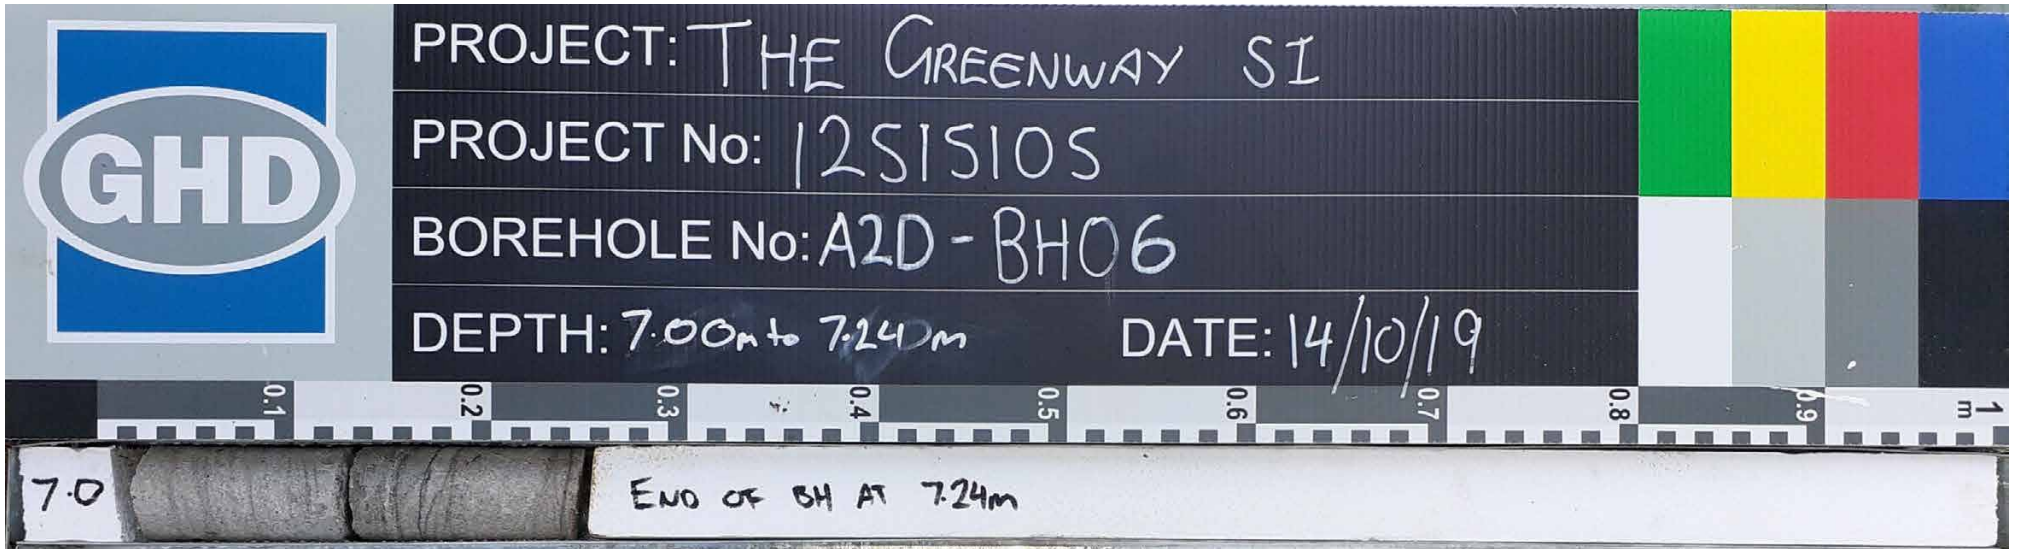 GHD
PROJECT: THE GREENWAY SI
PROJECT No: 12515105
BOREHOLE No: A2D-BH06
DEPTH: 7.00m to 7.240m DATE: 14/10/19
0.1 0.2 0.3 0.4 0.5 0.6 0.7 0.8 0.9 1 m
7.0 END OF BH AT 7.24m